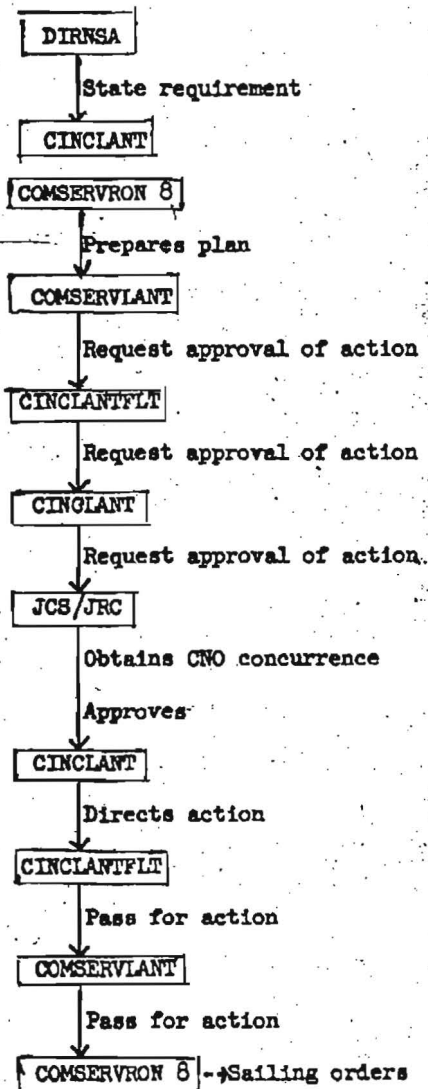 DIRNSA
State requirement
CINCLANT
COMSERVRON 8
Prepares plan
COMSERVLANT
Request approval of action
CINCLANTFLT
Request approval of action
CINCLANT
Request approval of action.
JCS/JRC
Obtains CNO concurrence
Approves
CINCLANT
Directs action
CINCLANTFLT
Pass for action
COMSERVLANT
Pass for action
COMSERVRON 8 Sailing orders